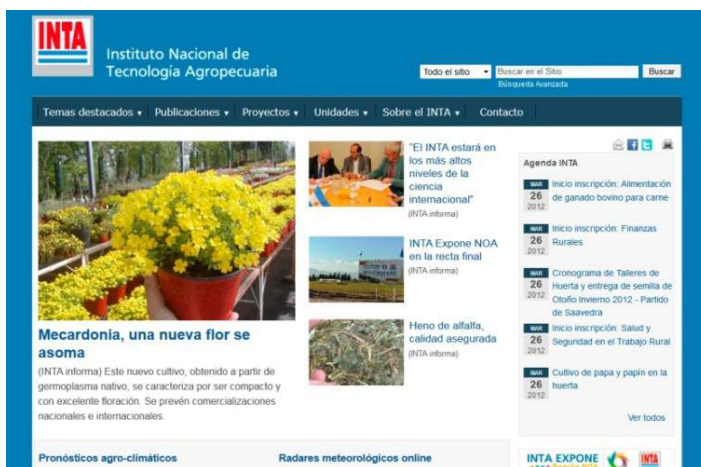 INTA
Instituto Nacional de
Tecnología Agropecuaria
Todo el sitio
Buscar en el Sitio
Buscar
Búsqueda Avanzada
Temas destacados
Publicaciones
Proyectos
Unidades
Sobre el INTA
Contacto
Mecardonia, una nueva flor se
asoma
(INTA informa) Este nuevo cultivo, obtenido a partir de
germoplasma nativo, se caracteriza por ser compacto y
con excelente floración. Se prevén comercializaciones
nacionales e internacionales.
"El INTA estará en
los más altos
niveles de la
ciencia
internacional"
(INTA informa)
INTA Expone NOA
en la recta final
(INTA informa)
Heno de alfalfa,
calidad asegurada
(INTA informa)
Agenda INTA
MAR
26
2012
Inicio inscripción: Alimentación
de ganado bovino para carne
MAR
26
2012
Inicio inscripción: Finanzas
Rurales
MAR
26
2012
Cronograma de Talleres de
Huerta y entrega de semilla de
Otoño Invierno 2012 - Partido
de Saavedra
MAR
26
2012
Inicio inscripción: Salud y
Seguridad en el Trabajo Rural
MAR
26
2012
Cultivo de papa y papín en la
huerta
Ver todos
Pronósticos agro-climáticos
Radares meteorológicos online
INTA EXPONE
INTA